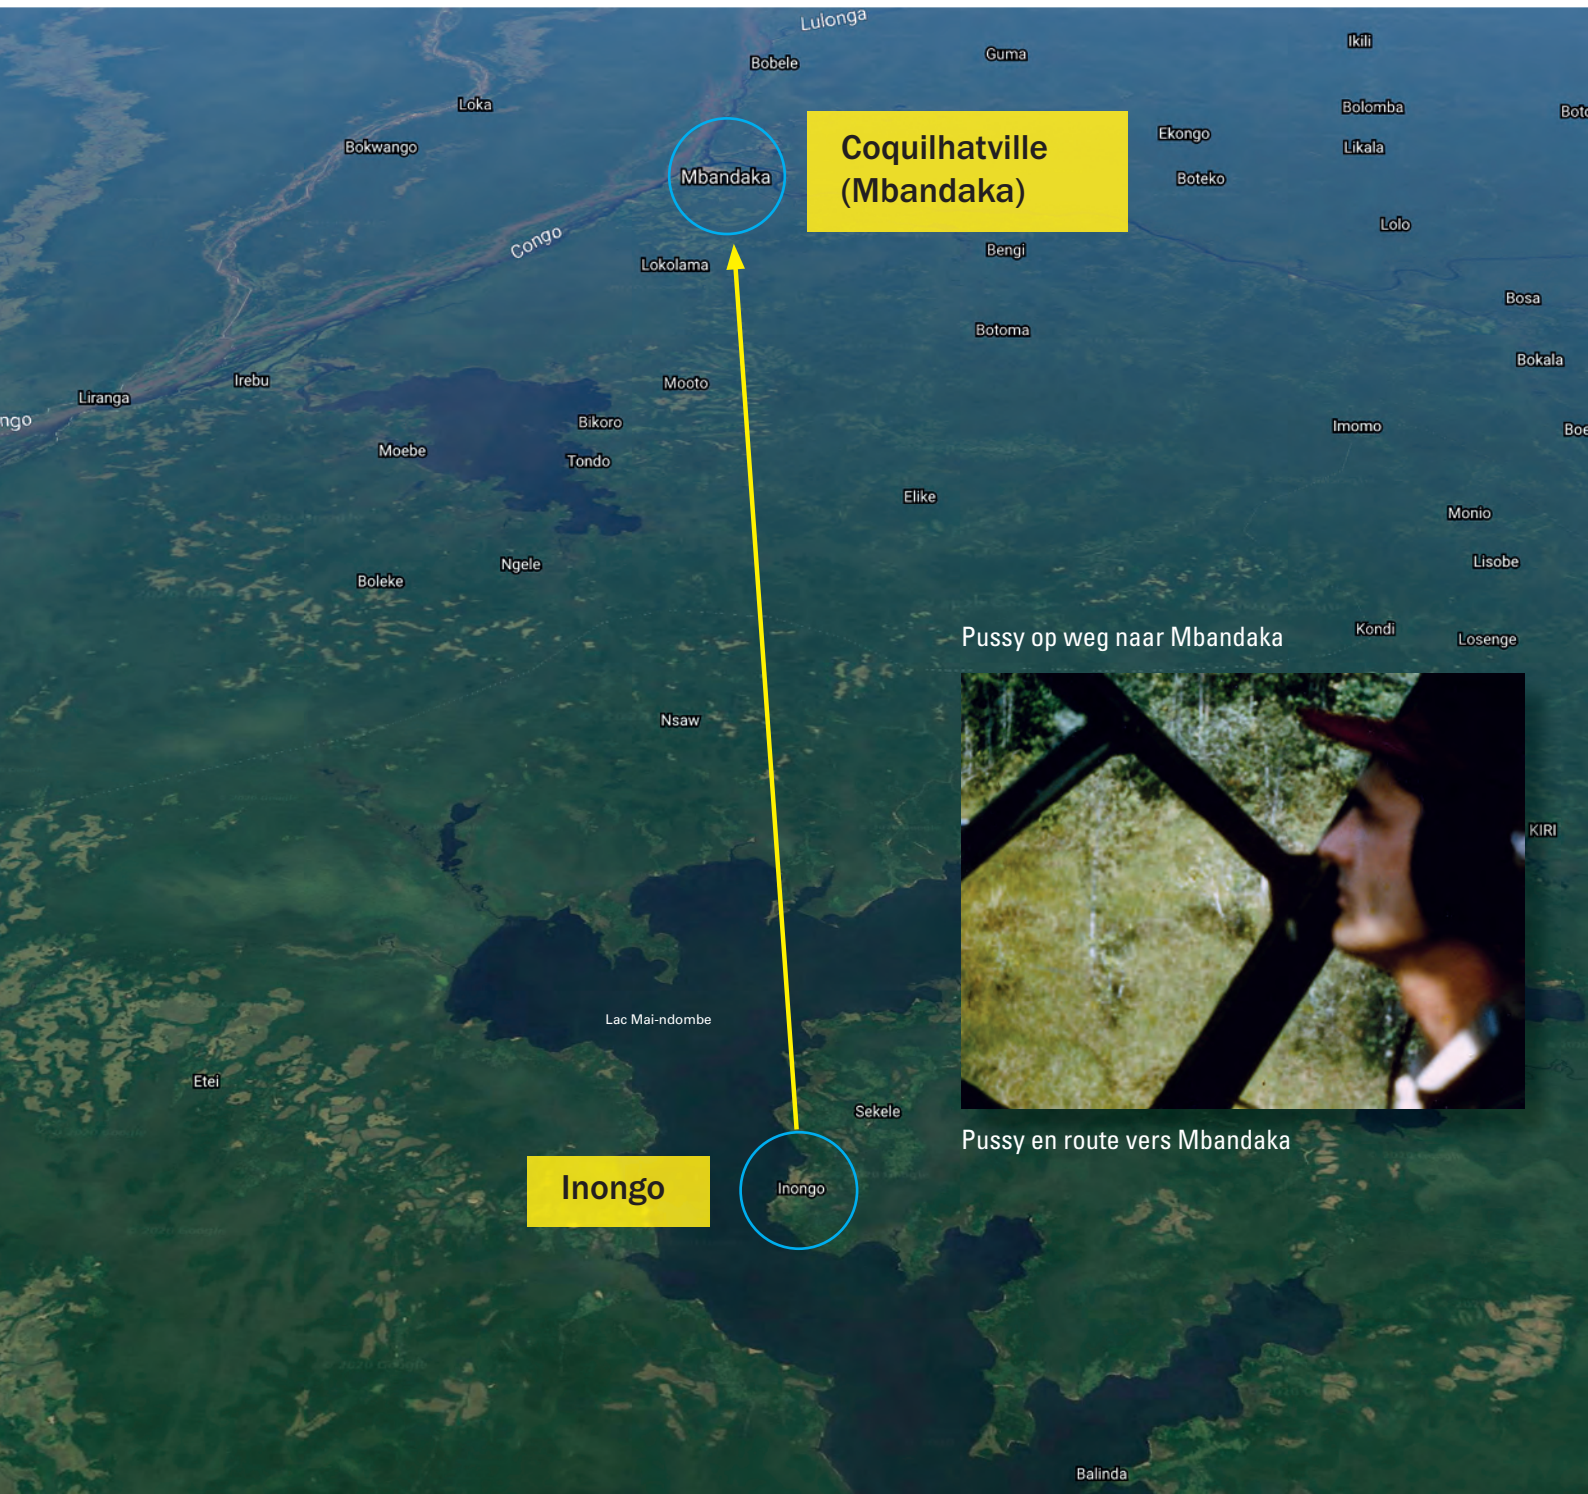 Lulonga
Ikili
Guma
Bobele
Loka
Bolomba
Ekongo
Bokwango
Likala
Coquilhatville
(Mbandaka)
Mbandaka
Boteko
Lolo
Congo
Bengi
Lokolama
Bosa
Botoma
Bokala
Irebu
Mooto
Liranga
ngo
Bikoro
Imomo
Moebe
Tondo
Elike
Monio
Lisobe
Ngele
Boleke
Kondi
Losenge
Pussy op weg naar Mbandaka
Nsaw
KIRI
Lac Mai-ndombe
Etei
Sekele
Pussy en route vers Mbandaka
Inongo
Inongo
Balinda